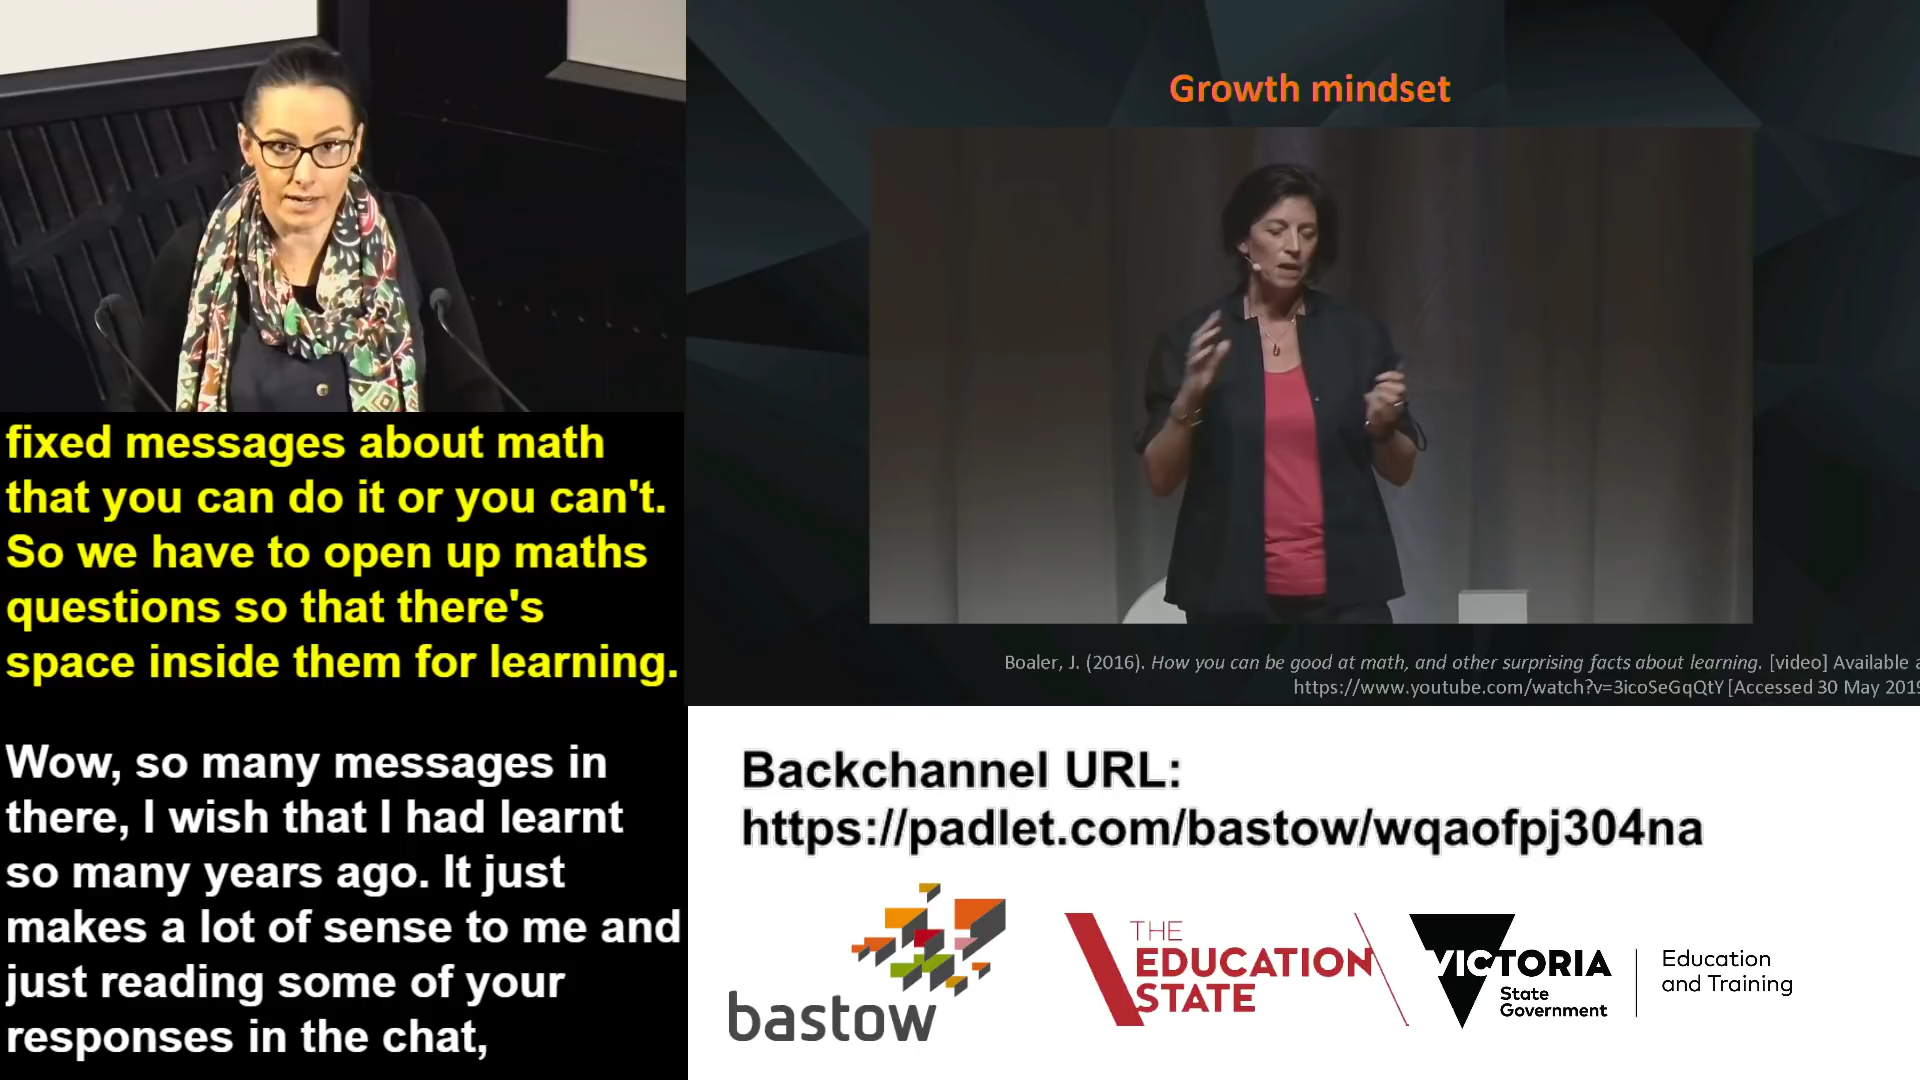 fixed messages about math
that you can do it or you can't.
So we have to open up maths
questions so that there's
space inside them for learning.
Wow, so many messages in
there, I wish that I had learnt
so many years ago. It just
makes a lot of sense to me and
just reading some of your
responses in the chat,
Growth mindset
Boaler, J. (2016). How you can be good at math, and other surprising facts about learning. [video] Available
https://www.youtube.com/watch?v=3icoSeGqQtY [Accessed 30 May 2019
Backchannel URL:
https://padlet.com/bastow/wqaofpj304na
bastow
THE
EDUCATION
STATE
VICTORIA
State
Government
Education
and Training